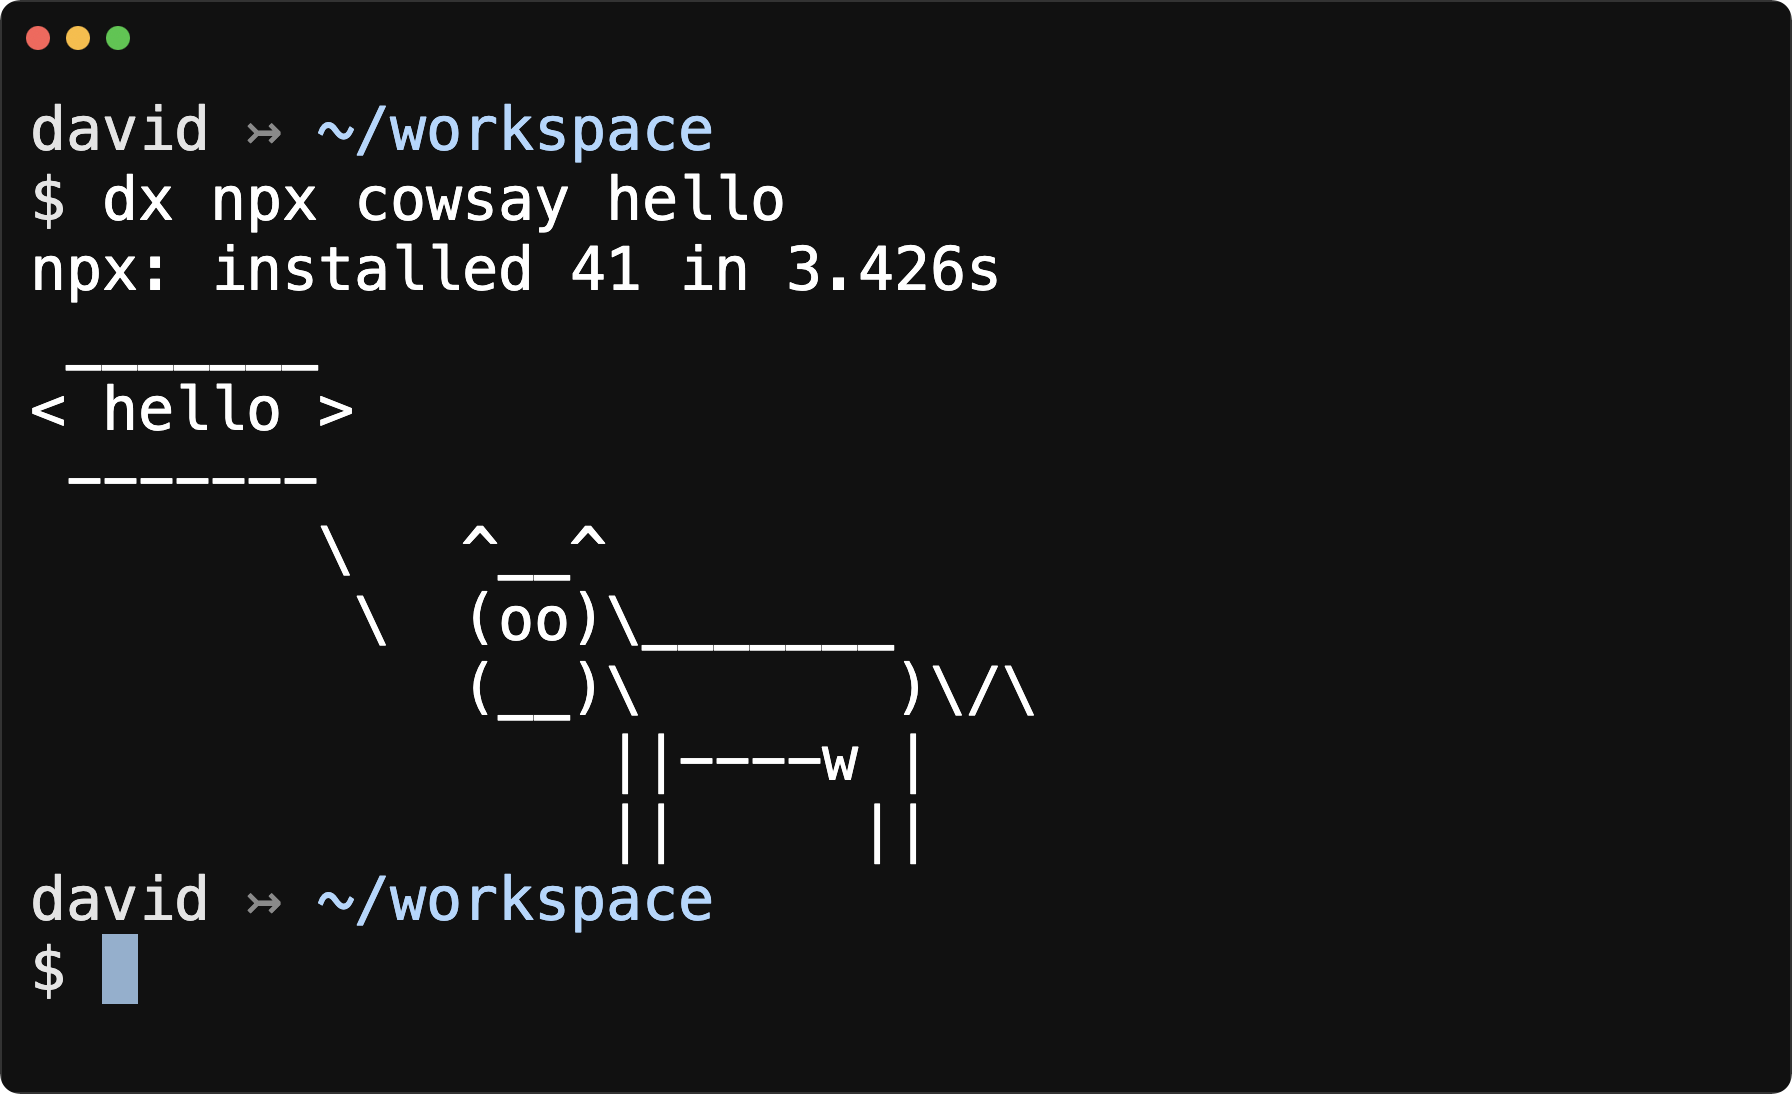 david ↣ ~/workspace
$ dx npx cowsay hello
npx: installed 41 in 3.426s
 _______
< hello >
 -------
        \   ^__^
         \  (oo)\_______
            (__)\       )\/\
                ||----w |
                ||     ||
david ↣ ~/workspace
$